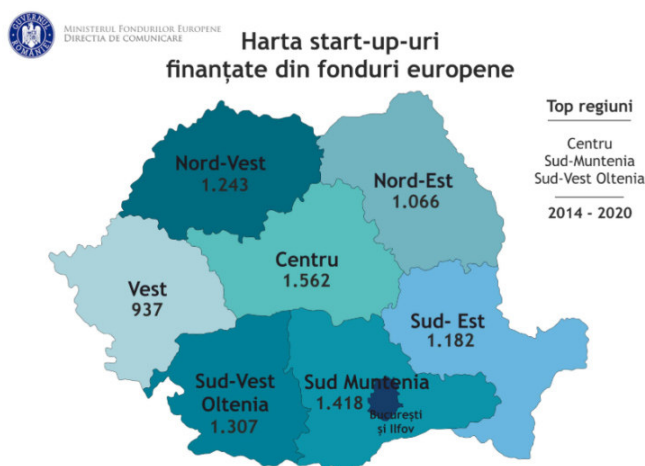 GUVERNUL ROMÂNIEI
MINISTERUL FONDURILOR EUROPENE
DIRECȚIA DE COMUNICARE
Harta start-up-uri
finanțate din fonduri europene
Top regiuni
Centru
Sud-Muntenia
Sud-Vest Oltenia
2014 - 2020
Nord-Vest
1.243
Nord-Est
1.066
Centru
1.562
Vest
937
Sud- Est
1.182
Sud-Vest
Oltenia
1.307
Sud Muntenia
1.418
București
și Ilfov